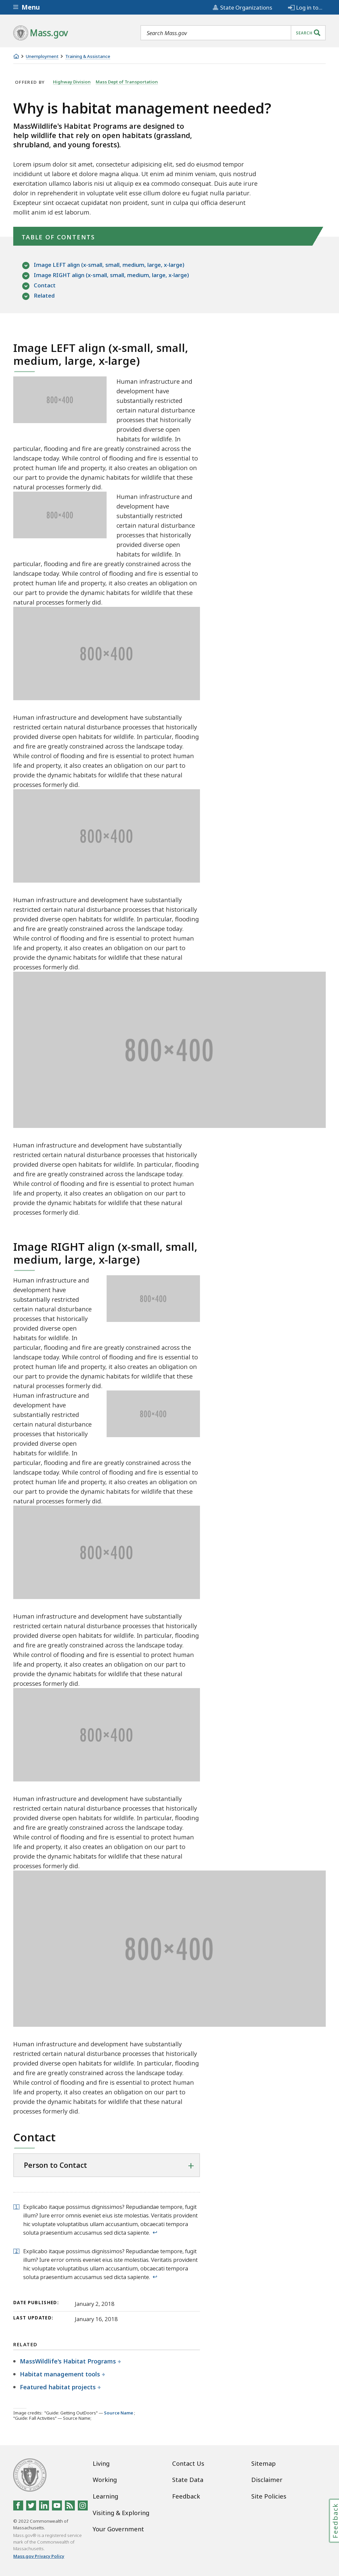 Menu
State Organizations
Log in to...
Mass.gov
Search Mass.gov
SEARCH
Unemployment
Training & Assistance
OFFERED BY Highway Division Mass Dept of Transportation
Why is habitat management needed?
MassWildlife's Habitat Programs are designed to
help wildlife that rely on open habitats (grassland,
shrubland, and young forests).
Lorem ipsum dolor sit amet, consectetur adipisicing elit, sed do eiusmod tempor
incididunt ut labore et dolore magna aliqua. Ut enim ad minim veniam, quis nostrud
exercitation ullamco laboris nisi ut aliquip ex ea commodo consequat. Duis aute irure
dolor in reprehenderit in voluptate velit esse cillum dolore eu fugiat nulla pariatur.
Excepteur sint occaecat cupidatat non proident, sunt in culpa qui officia deserunt
mollit anim id est laborum.
TABLE OF CONTENTS
Image LEFT align (x-small, small, medium, large, x-large)
Image RIGHT align (x-small, small, medium, large, x-large)
Contact
Related
Image LEFT align (x-small, small,
medium, large, x-large)
800×400
Human infrastructure and
development have
substantially restricted
certain natural disturbance
processes that historically
provided diverse open
habitats for wildlife. In
particular, flooding and fire are greatly constrained across the
landscape today. While control of flooding and fire is essential to
protect human life and property, it also creates an obligation on
our part to provide the dynamic habitats for wildlife that these
natural processes formerly did.
800×400
Human infrastructure and
development have
substantially restricted
certain natural disturbance
processes that historically
provided diverse open
habitats for wildlife. In
particular, flooding and fire are greatly constrained across the
landscape today. While control of flooding and fire is essential to
protect human life and property, it also creates an obligation on
our part to provide the dynamic habitats for wildlife that these
natural processes formerly did.
800×400
Human infrastructure and development have substantially
restricted certain natural disturbance processes that historically
provided diverse open habitats for wildlife. In particular, flooding
and fire are greatly constrained across the landscape today.
While control of flooding and fire is essential to protect human
life and property, it also creates an obligation on our part to
provide the dynamic habitats for wildlife that these natural
processes formerly did.
800×400
Human infrastructure and development have substantially
restricted certain natural disturbance processes that historically
provided diverse open habitats for wildlife. In particular, flooding
and fire are greatly constrained across the landscape today.
While control of flooding and fire is essential to protect human
life and property, it also creates an obligation on our part to
provide the dynamic habitats for wildlife that these natural
processes formerly did.
800×400
Human infrastructure and development have substantially
restricted certain natural disturbance processes that historically
provided diverse open habitats for wildlife. In particular, flooding
and fire are greatly constrained across the landscape today.
While control of flooding and fire is essential to protect human
life and property, it also creates an obligation on our part to
provide the dynamic habitats for wildlife that these natural
processes formerly did.
Image RIGHT align (x-small, small,
medium, large, x-large)
Human infrastructure and
development have
substantially restricted
certain natural disturbance
processes that historically
provided diverse open
habitats for wildlife. In
800×400
particular, flooding and fire are greatly constrained across the
landscape today. While control of flooding and fire is essential to
protect human life and property, it also creates an obligation on
our part to provide the dynamic habitats for wildlife that these
natural processes formerly did.
Human infrastructure and
development have
substantially restricted
certain natural disturbance
processes that historically
provided diverse open
habitats for wildlife. In
800×400
particular, flooding and fire are greatly constrained across the
landscape today. While control of flooding and fire is essential to
protect human life and property, it also creates an obligation on
our part to provide the dynamic habitats for wildlife that these
natural processes formerly did.
800×400
Human infrastructure and development have substantially
restricted certain natural disturbance processes that historically
provided diverse open habitats for wildlife. In particular, flooding
and fire are greatly constrained across the landscape today.
While control of flooding and fire is essential to protect human
life and property, it also creates an obligation on our part to
provide the dynamic habitats for wildlife that these natural
processes formerly did.
800×400
Human infrastructure and development have substantially
restricted certain natural disturbance processes that historically
provided diverse open habitats for wildlife. In particular, flooding
and fire are greatly constrained across the landscape today.
While control of flooding and fire is essential to protect human
life and property, it also creates an obligation on our part to
provide the dynamic habitats for wildlife that these natural
processes formerly did.
800×400
Human infrastructure and development have substantially
restricted certain natural disturbance processes that historically
provided diverse open habitats for wildlife. In particular, flooding
and fire are greatly constrained across the landscape today.
While control of flooding and fire is essential to protect human
life and property, it also creates an obligation on our part to
provide the dynamic habitats for wildlife that these natural
processes formerly did.
Contact
Person to Contact
1 Explicabo itaque possimus dignissimos? Repudiandae tempore, fugit
illum? Iure error omnis eveniet eius iste molestias. Veritatis provident
hic voluptate voluptatibus ullam accusantium, obcaecati temporа
soluta praesentium accusamus sed dicta sapiente. ↩
2 Explicabo itaque possimus dignissimos? Repudiandae tempore, fugit
illum? Iure error omnis eveniet eius iste molestias. Veritatis provident
hic voluptate voluptatibus ullam accusantium, obcaecati tempora
soluta praesentium accusamus sed dicta sapiente. ↩
DATE PUBLISHED: January 2, 2018
LAST UPDATED: January 16, 2018
RELATED
MassWildlife's Habitat Programs
Habitat management tools
Featured habitat projects
Image credits: "Guide: Getting OutDoors" — Source Name;
"Guide: Fall Activities" — Source Name;
Living
Working
Learning
Visiting & Exploring
Your Government
Contact Us
State Data
Feedback
Sitemap
Disclaimer
Site Policies
© 2023 Commonwealth of
Massachusetts.
Mass.gov® is a registered service
mark of the Commonwealth of
Massachusetts.
Mass.gov Privacy Policy
Feedback